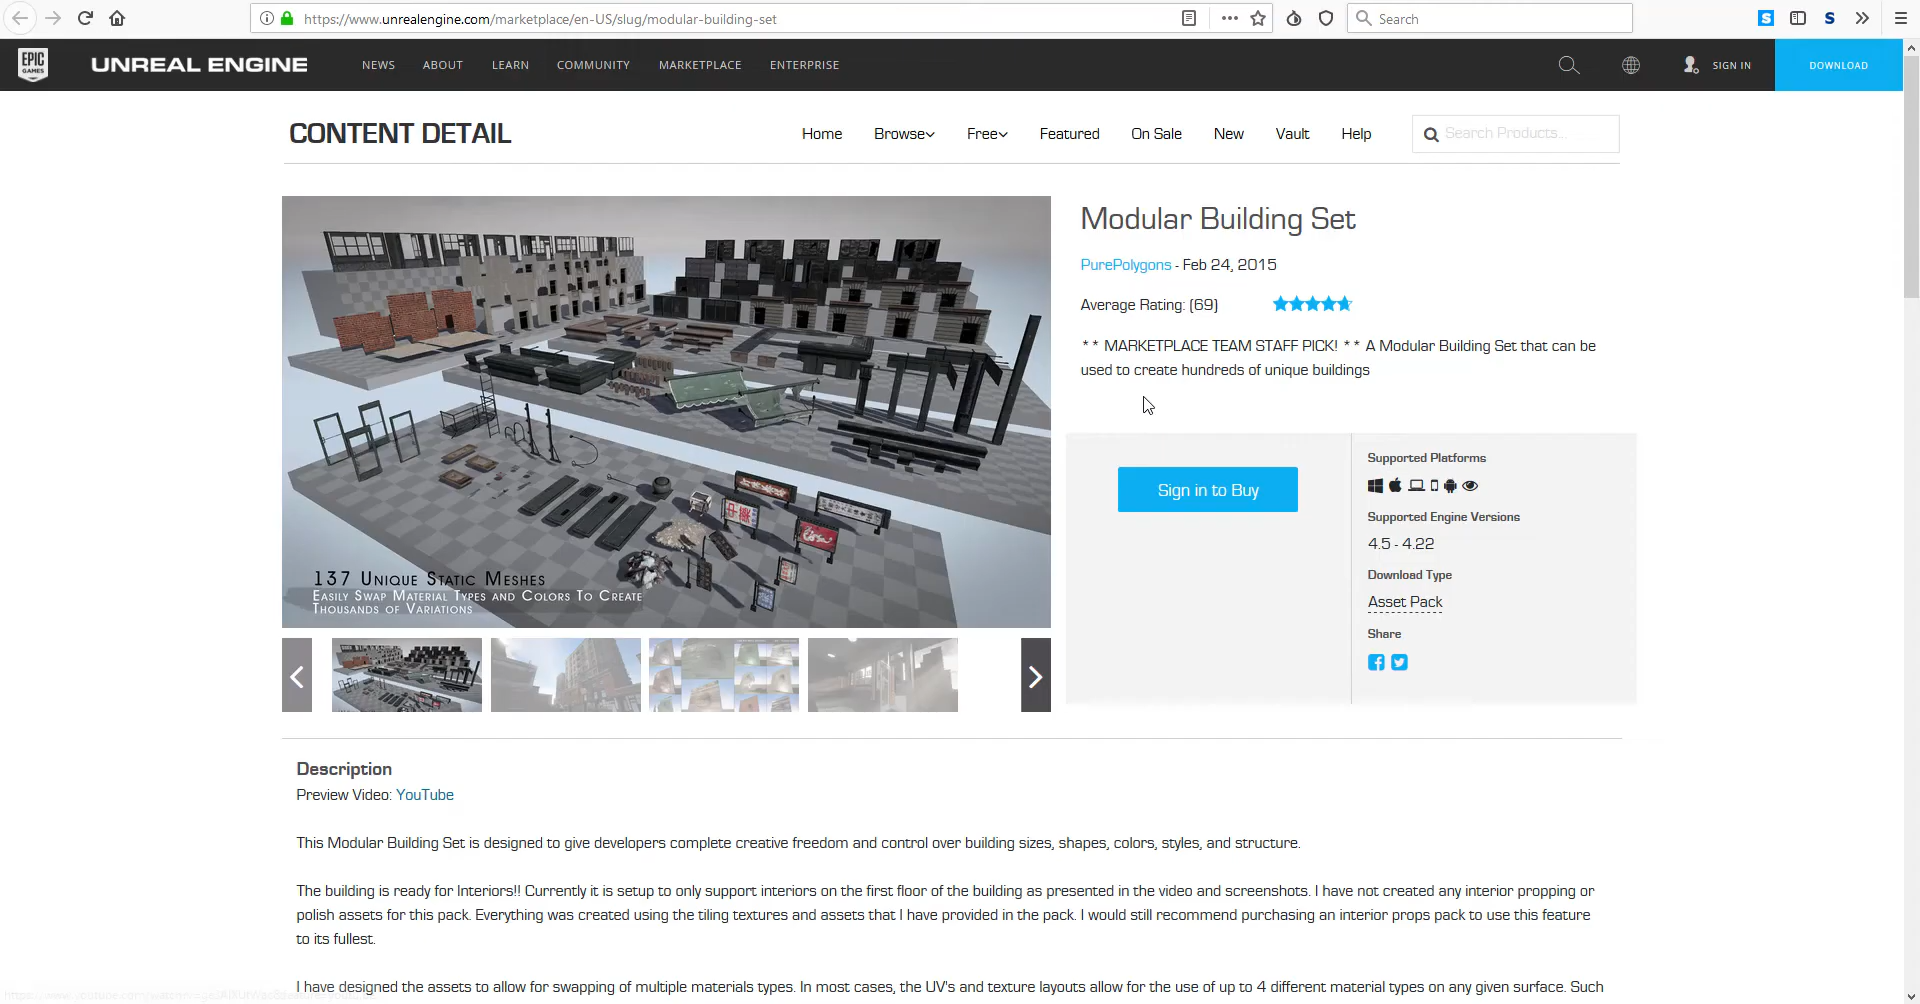 https://www.unrealengine.com/marketplace/en-US/slug/modular-building-set
Search
S
S
EPIC GAMES
UNREAL ENGINE
NEWS
ABOUT
LEARN
COMMUNITY
MARKETPLACE
ENTERPRISE
SIGN IN
DOWNLOAD
CONTENT DETAIL
Home
Browse
Free
Featured
On Sale
New
Vault
Help
Search Products...
Modular Building Set
PurePolygons - Feb 24, 2015
Average Rating: (69)
** MARKETPLACE TEAM STAFF PICK! ** A Modular Building Set that can be
used to create hundreds of unique buildings
Sign in to Buy
Supported Platforms
Supported Engine Versions
4.5 - 4.22
Download Type
Asset Pack
Share
137 Unique Static Meshes
Easily Swap Material Types and Colors To Create
Thousands of Variations
Description
Preview Video: YouTube
This Modular Building Set is designed to give developers complete creative freedom and control over building sizes, shapes, colors, styles, and structure.
The building is ready for Interiors!! Currently it is setup to only support interiors on the first floor of the building as presented in the video and screenshots. I have not created any interior propping or
polish assets for this pack. Everything was created using the tiling textures and assets that I have provided in the pack. I would still recommend purchasing an interior props pack to use this feature
to its fullest.
I have designed the assets to allow for swapping of multiple materials types. In most cases, the UV's and texture layouts allow for the use of up to 4 different material types on any given surface. Such